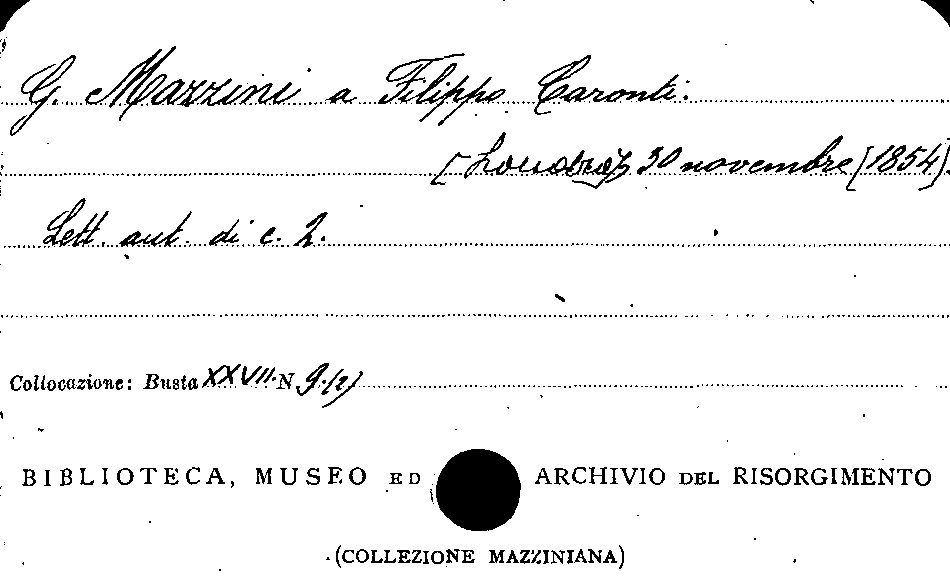 G. Mazzini a Filippo Caronti.
[Londra], 30 novembre [1854].
Lett. aut. di c. 2.
Collocazione: Busta XXVII. N 9.(2)
BIBLIOTECA, MUSEO ED ARCHIVIO DEL RISORGIMENTO
(COLLEZIONE MAZZINIANA)